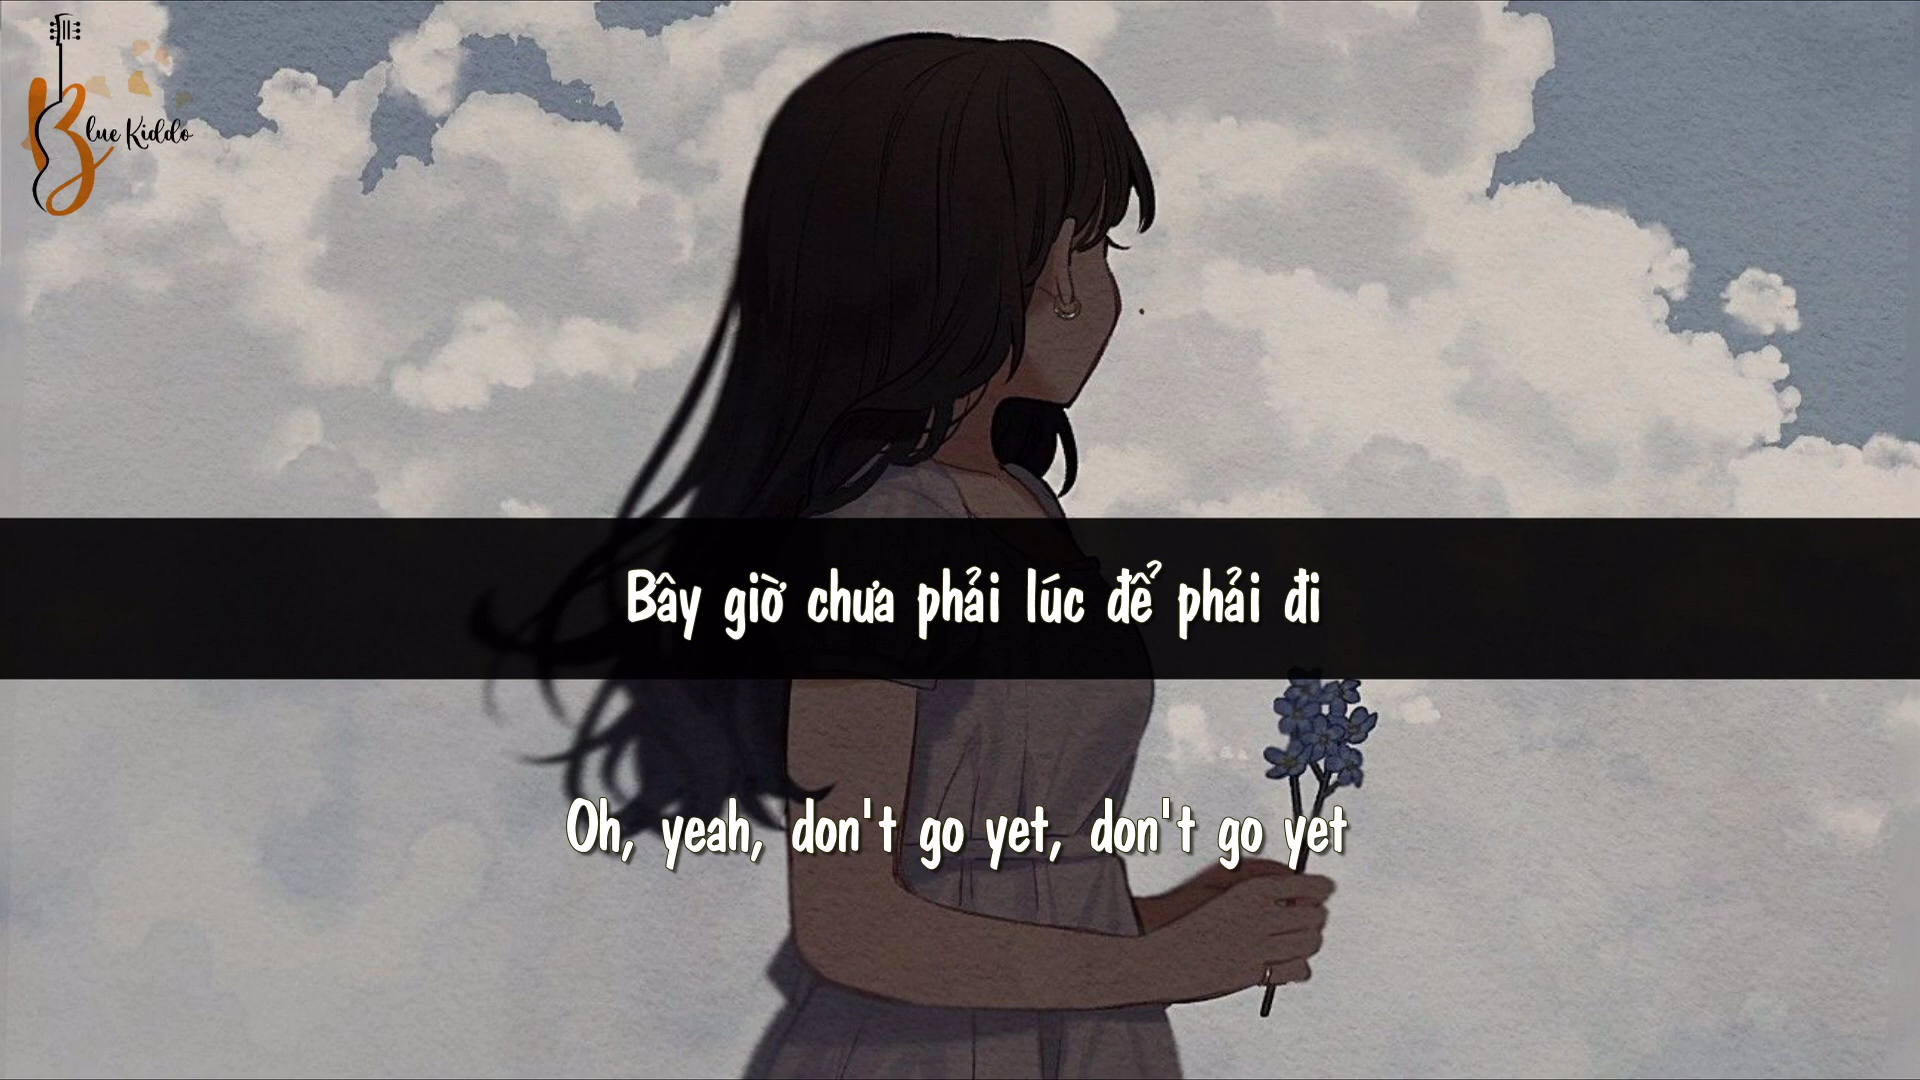 Blue Kiddo
Bây giờ chưa phải lúc để phải đi
Oh, yeah, don't go yet, don't go yet